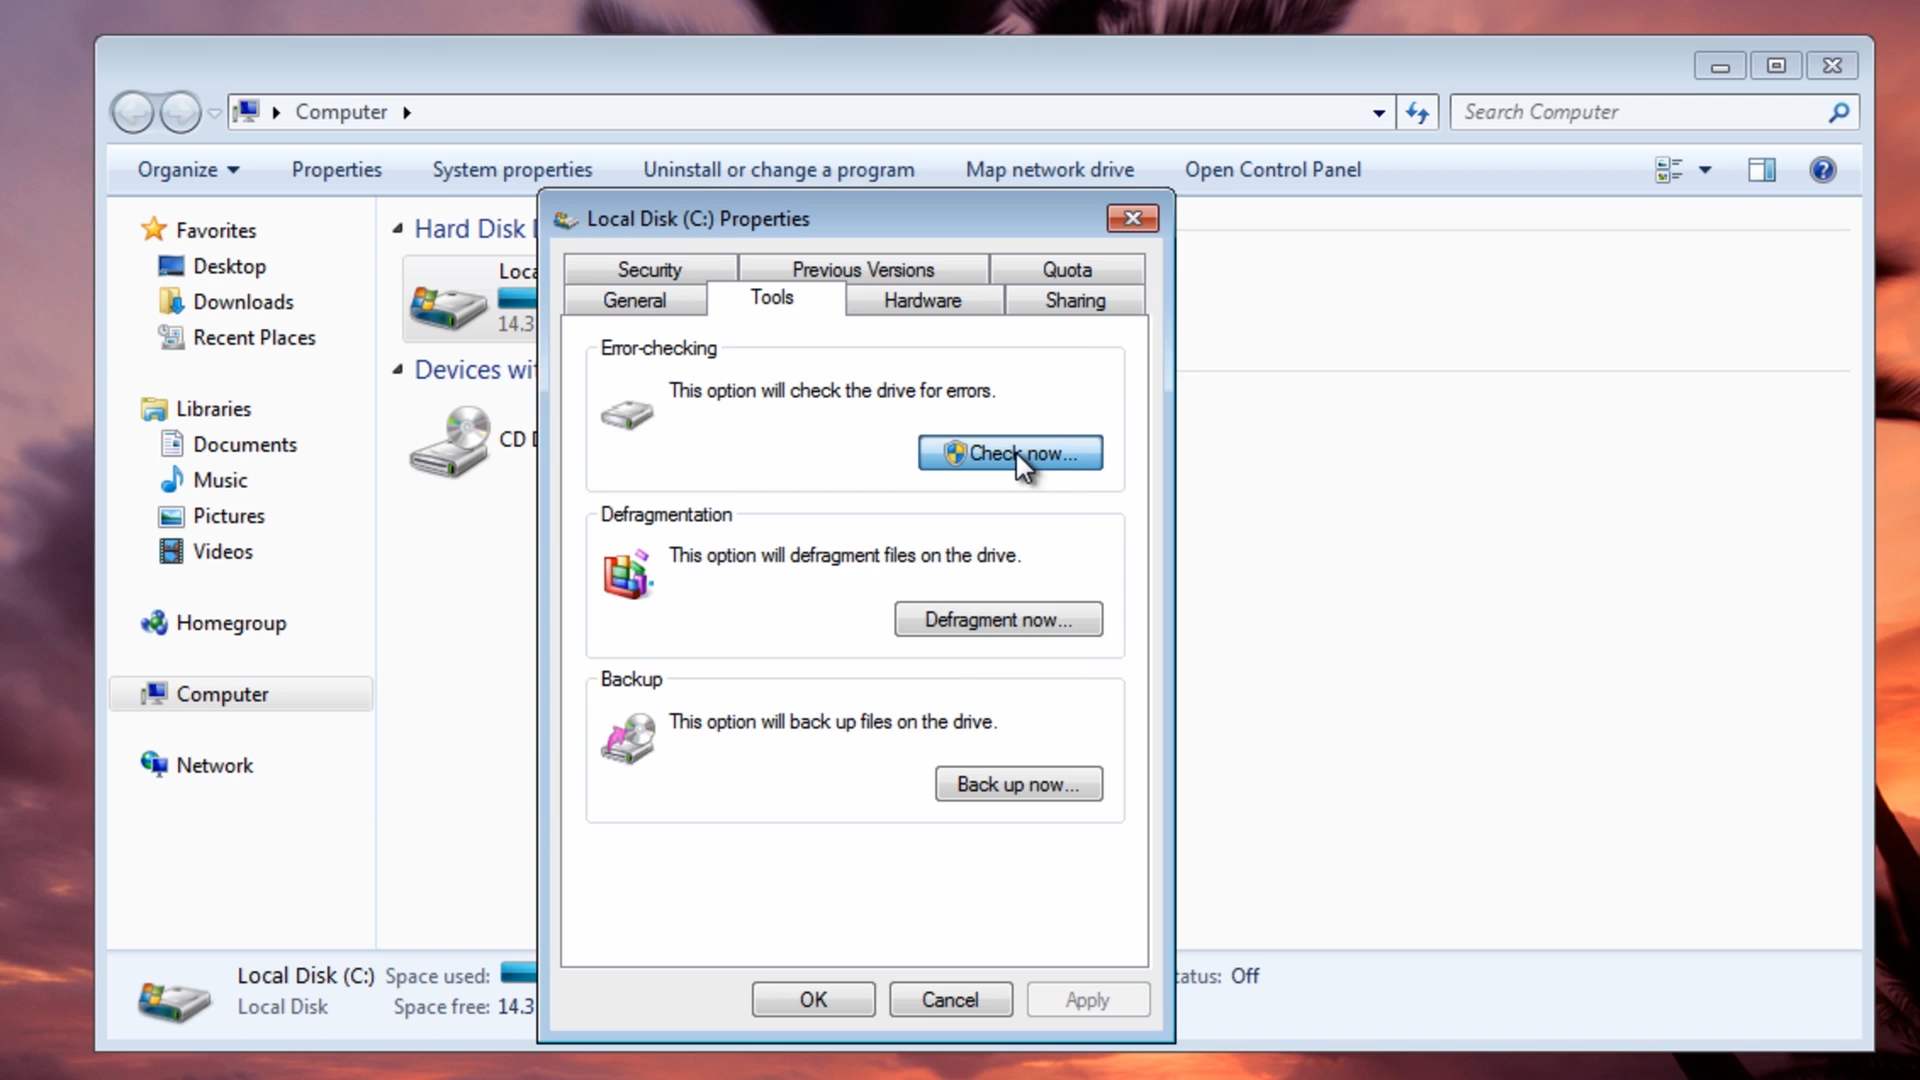 Computer
Search Computer
Organize
Properties
System properties
Uninstall or change a program
Map network drive
Open Control Panel
Favorites
Desktop
Downloads
Recent Places
Libraries
Documents
Music
Pictures
Videos
Homegroup
Computer
Network
Hard Disk
Loca
14.3
Devices wit
CD D
Local Disk (C:) Properties
Security
Previous Versions
Quota
General
Tools
Hardware
Sharing
Error-checking
This option will check the drive for errors.
Check now...
Defragmentation
This option will defragment files on the drive.
Defragment now...
Backup
This option will back up files on the drive.
Back up now...
OK
Cancel
Apply
Local Disk (C:) Space used:
tatus: Off
Local Disk Space free: 14.3